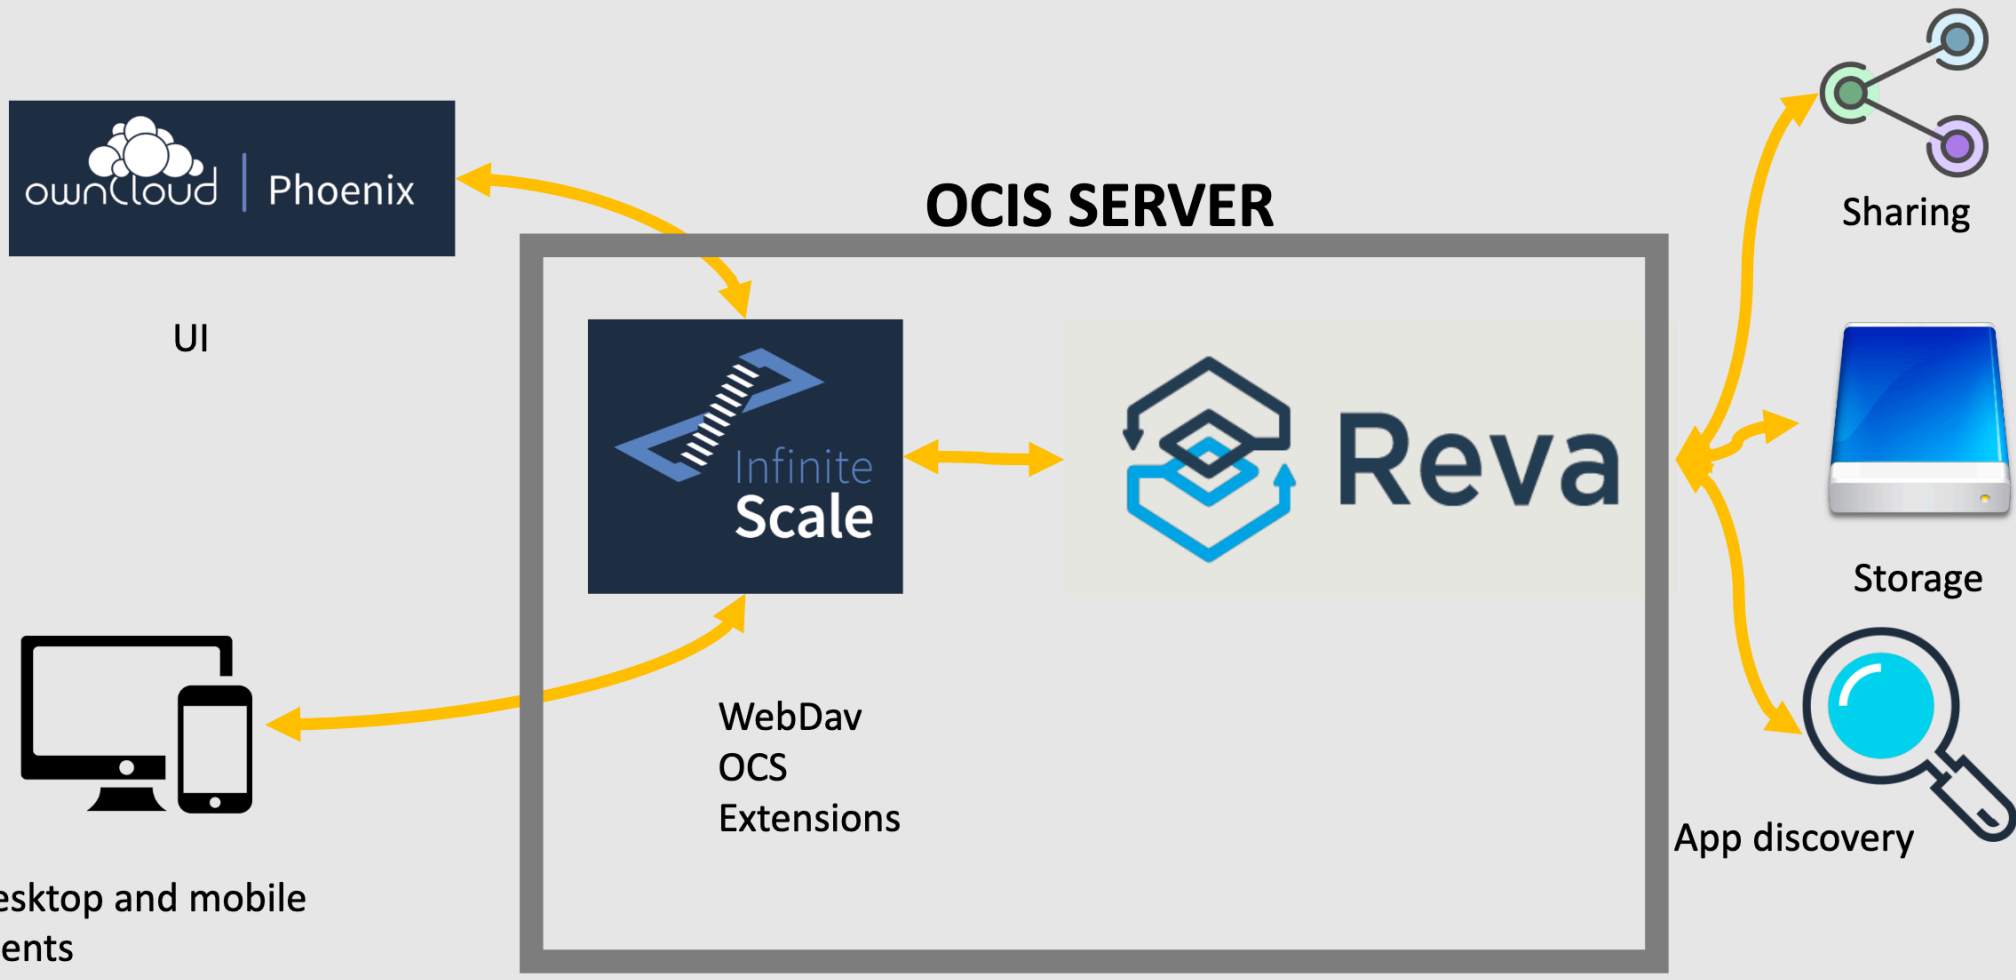 ownCloud | Phoenix
UI
OCIS SERVER
Infinite
Scale
Reva
WebDav
OCS
Extensions
Sharing
Storage
App discovery
esktop and mobile
ents